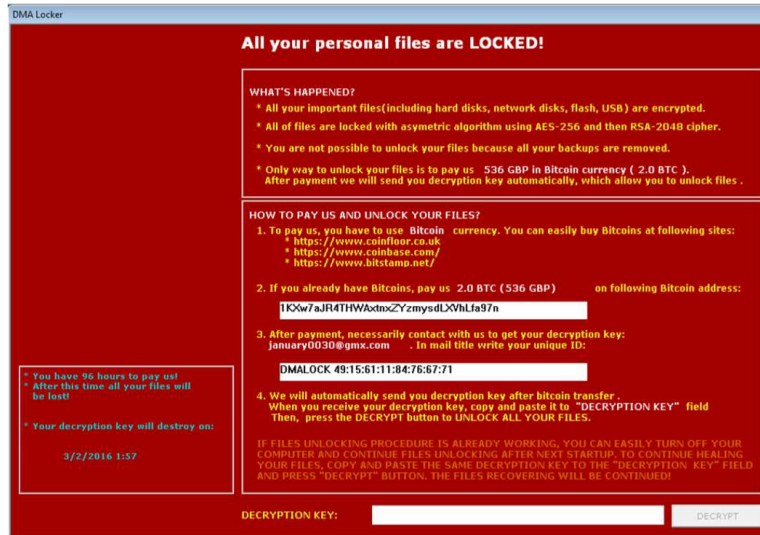 DMA Locker
All your personal files are LOCKED!
WHAT'S HAPPENED?
* All your important files(including hard disks, network disks, flash, USB) are encrypted.
* All of files are locked with asymetric algorithm using AES-256 and then RSA-2048 cipher.
* You are not possible to unlock your files because all your backups are removed.
* Only way to unlock your files is to pay us 536 GBP in Bitcoin currency ( 2.0 BTC ).
After payment we will send you decryption key automatically, which allow you to unlock files .
HOW TO PAY US AND UNLOCK YOUR FILES?
1. To pay us, you have to use Bitcoin currency. You can easily buy Bitcoins at following sites:
* https://www.coinfloor.co.uk
* https://www.coinbase.com/
* https://www.bitstamp.net/
2. If you already have Bitcoins, pay us 2.0 BTC (536 GBP) on following Bitcoin address:
1KXw7aJR4THWAxtnxZYzmysdLXVhLfa97n
3. After payment, necessarily contact with us to get your decryption key:
january0030@gmx.com . In mail title write your unique ID:
DMALOCK 49:15:61:11:84:76:67:71
4. We will automatically send you decryption key after bitcoin transfer .
When you receive your decryption key, copy and paste it to "DECRYPTION KEY" field
Then, press the DECRYPT button to UNLOCK ALL YOUR FILES.
IF FILES UNLOCKING PROCEDURE IS ALREADY WORKING, YOU CAN EASILY TURN OFF YOUR
COMPUTER AND CONTINUE FILES UNLOCKING AFTER NEXT STARTUP. TO CONTINUE HEALING
YOUR FILES, COPY AND PASTE THE SAME DECRYPTION KEY TO THE "DECRYPTION KEY" FIELD
AND PRESS "DECRYPT" BUTTON. THE FILES RECOVERING WILL BE CONTINUED!
* You have 96 hours to pay us!
* After this time all your files will
be lost!
* Your decryption key will destroy on:
3/2/2016 1:57
DECRYPTION KEY:
DECRYPT